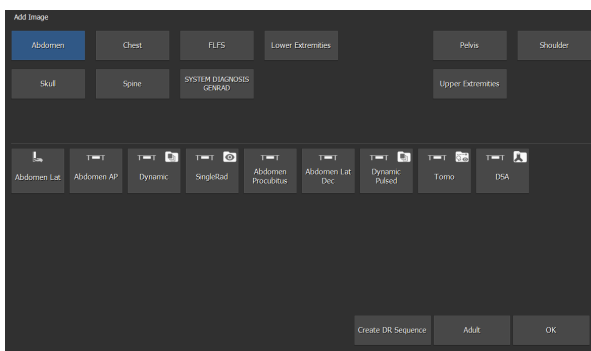 Add Image
Abdomen
Chest
FLFS
Lower Extremities
Pelvis
Shoulder
Skull
Spine
SYSTEM DIAGNOSIS
GENRAD
Upper Extremities
Abdomen Lat
Abdomen AP
Dynamic
SingleRad
Abdomen
Procubitus
Abdomen Lat
Dec
Dynamic
Pulsed
Tomo
DSA
Create DR Sequence
Adult
OK